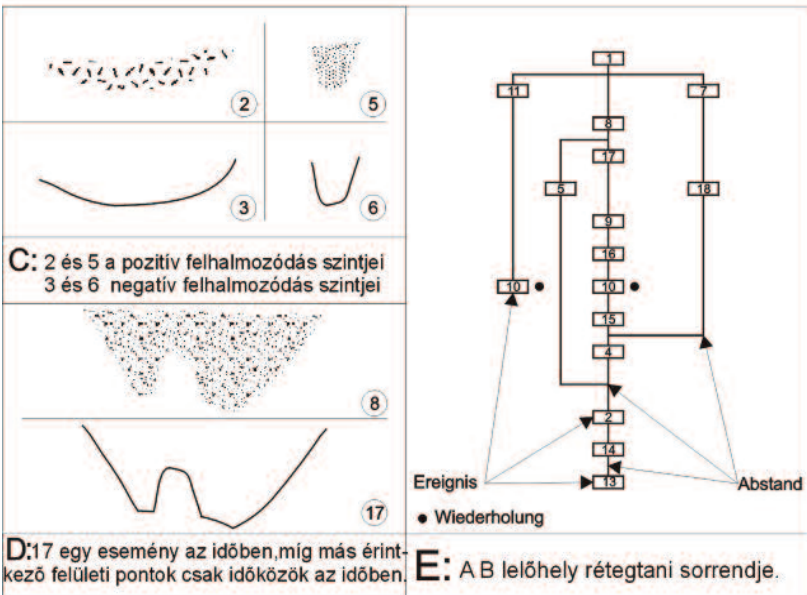 2
5
3
6
C: 2 és 5 a pozitív felhalmozódás szintjei
3 és 6 negatív felhalmozódás szintjei
8
17
D:17 egy esemény az időben,míg más érint-
kező felületi pontok csak időközök az időben.
1
11
7
8
17
5
18
9
16
10
10
15
4
2
14
13
Ereignis
Abstand
Wiederholung
E: A B lelőhely rétegtani sorrendje.